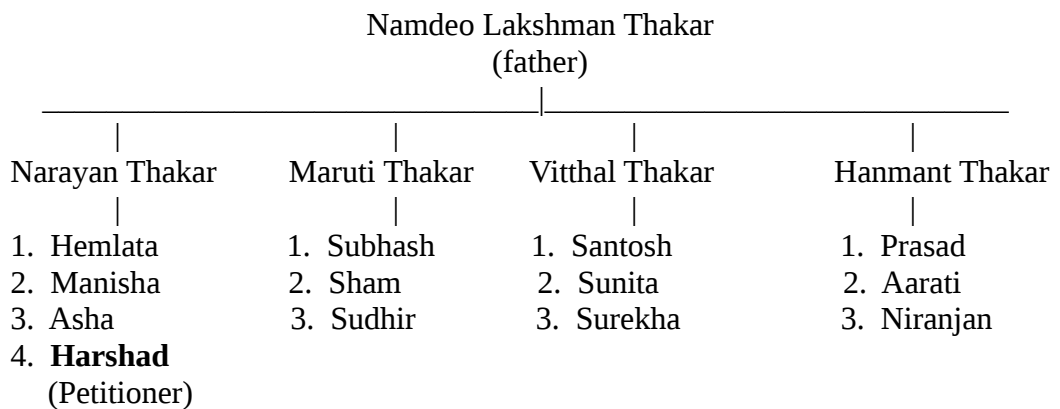 Namdeo Lakshman Thakar
(father)
Narayan Thakar Maruti Thakar Vitthal Thakar Hanmant Thakar
1. Hemlata 1. Subhash 1. Santosh 1. Prasad
2. Manisha 2. Sham 2. Sunita 2. Aarati
3. Asha 3. Sudhir 3. Surekha 3. Niranjan
4. Harshad
(Petitioner)